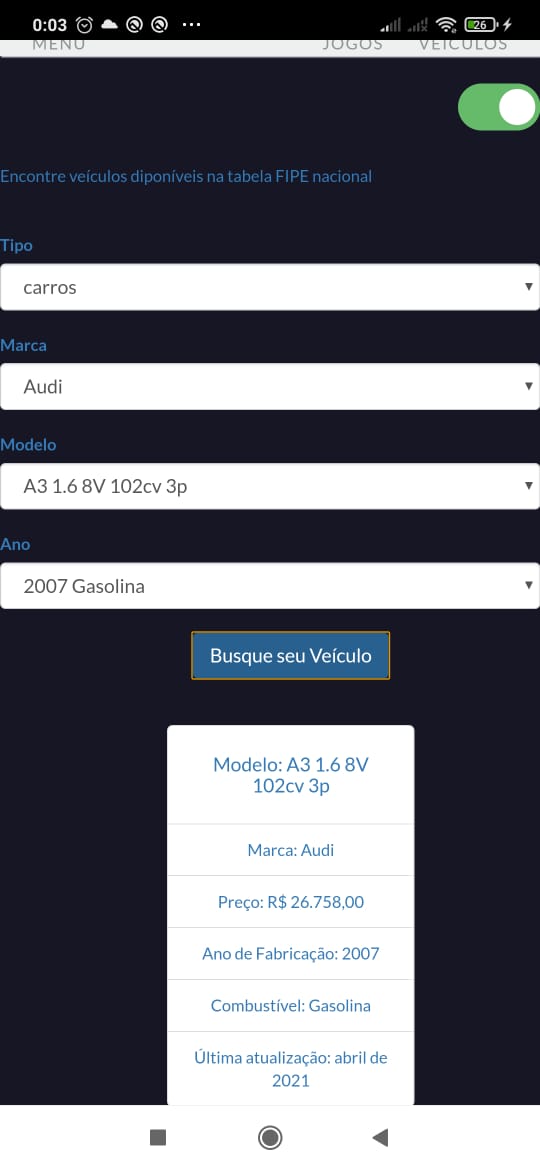 0:03
26
MENU JOGOS VEÍCULOS
Encontre veículos diponíveis na tabela FIPE nacional
Tipo
carros
Marca
Audi
Modelo
A3 1.6 8V 102cv 3p
Ano
2007 Gasolina
Busque seu Veículo
Modelo: A3 1.6 8V
102cv 3p
Marca: Audi
Preço: R$ 26.758,00
Ano de Fabricação: 2007
Combustível: Gasolina
Última atualização: abril de
2021